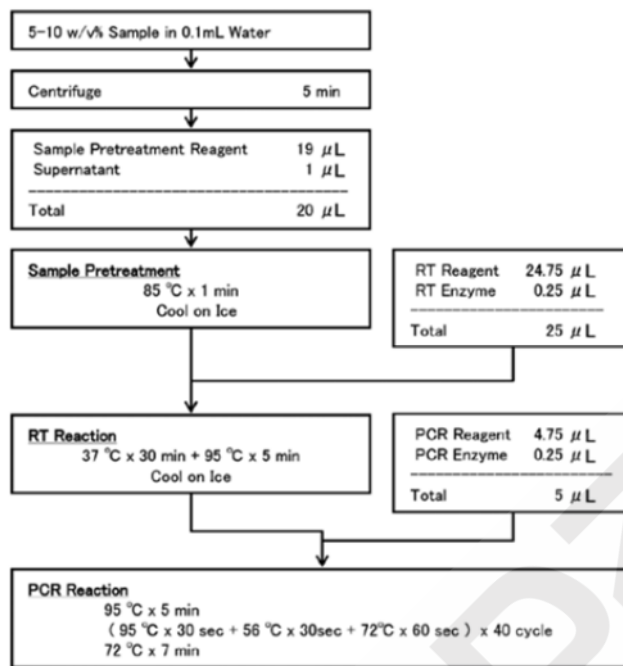 5-10 w/v% Sample in 0.1mL Water
Centrifuge 5 min
Sample Pretreatment Reagent 19 μL
Supernatant 1 μL
Total 20 μL
Sample Pretreatment
85 ℃ x 1 min
Cool on Ice
RT Reagent 24.75 μL
RT Enzyme 0.25 μL
Total 25 μL
RT Reaction
37 ℃ x 30 min + 95 ℃ x 5 min
Cool on Ice
PCR Reagent 4.75 μL
PCR Enzyme 0.25 μL
Total 5 μL
PCR Reaction
95 ℃ x 5 min
( 95 ℃ x 30 sec + 56 ℃ x 30sec + 72℃ x 60 sec ) x 40 cycle
72 ℃ x 7 min